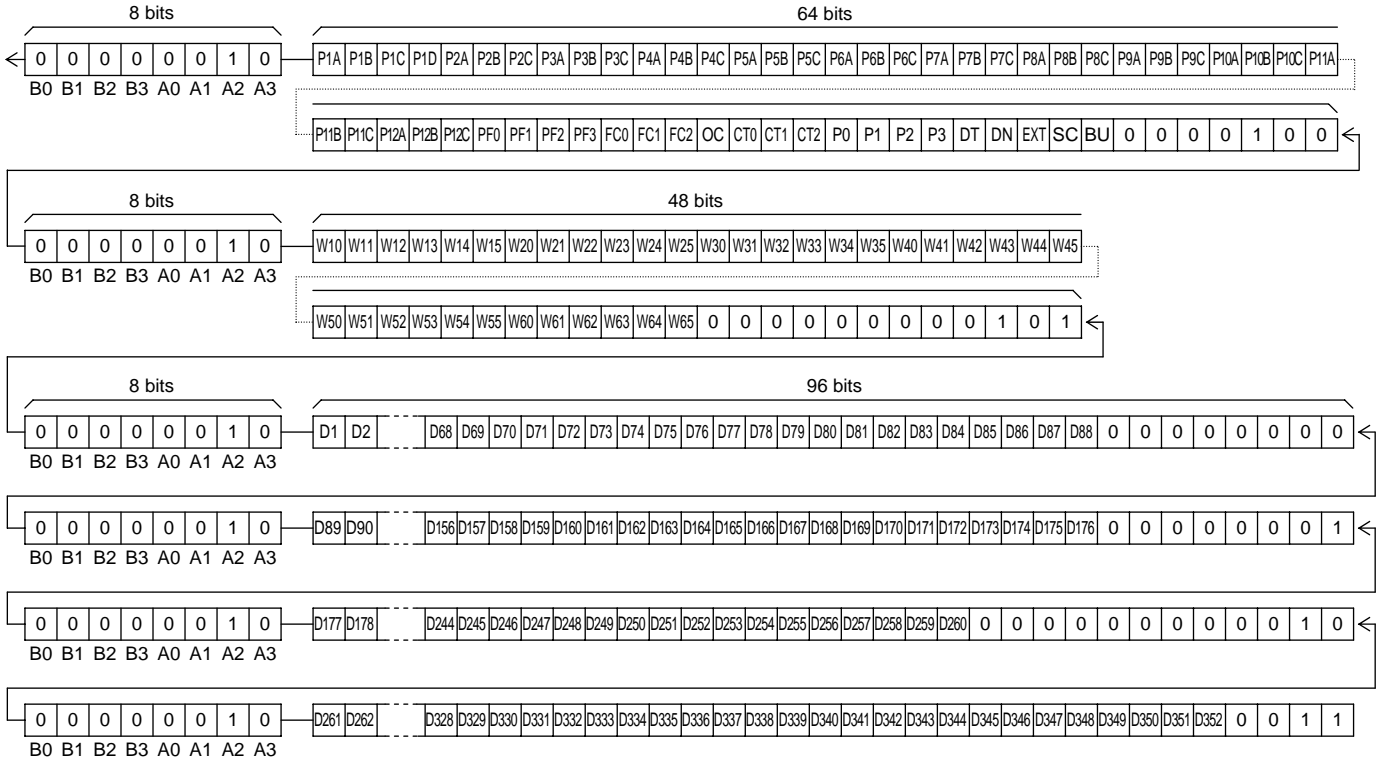 8 bits 64 bits
0 0 0 0 0 0 1 0 P1A P1B P1C P1D P2A P2B P2C P3A P3B P3C P4A P4B P4C P5A P5B P5C P6A P6B P6C P7A P7B P7C P8A P8B P8C P9A P9B P9C P10A P10B P10C P11A
B0 B1 B2 B3 A0 A1 A2 A3
P11B P11C P12A P12B P12C PF0 PF1 PF2 PF3 FC0 FC1 FC2 OC CT0 CT1 CT2 P0 P1 P2 P3 DT DN EXT SC BU 0 0 0 0 1 0 0
8 bits 48 bits
0 0 0 0 0 0 1 0 W10 W11 W12 W13 W14 W15 W20 W21 W22 W23 W24 W25 W30 W31 W32 W33 W34 W35 W40 W41 W42 W43 W44 W45
B0 B1 B2 B3 A0 A1 A2 A3
W50 W51 W52 W53 W54 W55 W60 W61 W62 W63 W64 W65 0 0 0 0 0 0 0 0 0 1 0 1
8 bits 96 bits
0 0 0 0 0 0 1 0 D1 D2 D68 D69 D70 D71 D72 D73 D74 D75 D76 D77 D78 D79 D80 D81 D82 D83 D84 D85 D86 D87 D88 0 0 0 0 0 0 0 0
B0 B1 B2 B3 A0 A1 A2 A3
0 0 0 0 0 0 1 0 D89 D90 D156 D157 D158 D159 D160 D161 D162 D163 D164 D165 D166 D167 D168 D169 D170 D171 D172 D173 D174 D175 D176 0 0 0 0 0 0 0 1
B0 B1 B2 B3 A0 A1 A2 A3
0 0 0 0 0 0 1 0 D177 D178 D244 D245 D246 D247 D248 D249 D250 D251 D252 D253 D254 D255 D256 D257 D258 D259 D260 0 0 0 0 0 0 0 0 0 0 1 0
B0 B1 B2 B3 A0 A1 A2 A3
0 0 0 0 0 0 1 0 D261 D262 D328 D329 D330 D331 D332 D333 D334 D335 D336 D337 D338 D339 D340 D341 D342 D343 D344 D345 D346 D347 D348 D349 D350 D351 D352 0 0 1 1
B0 B1 B2 B3 A0 A1 A2 A3